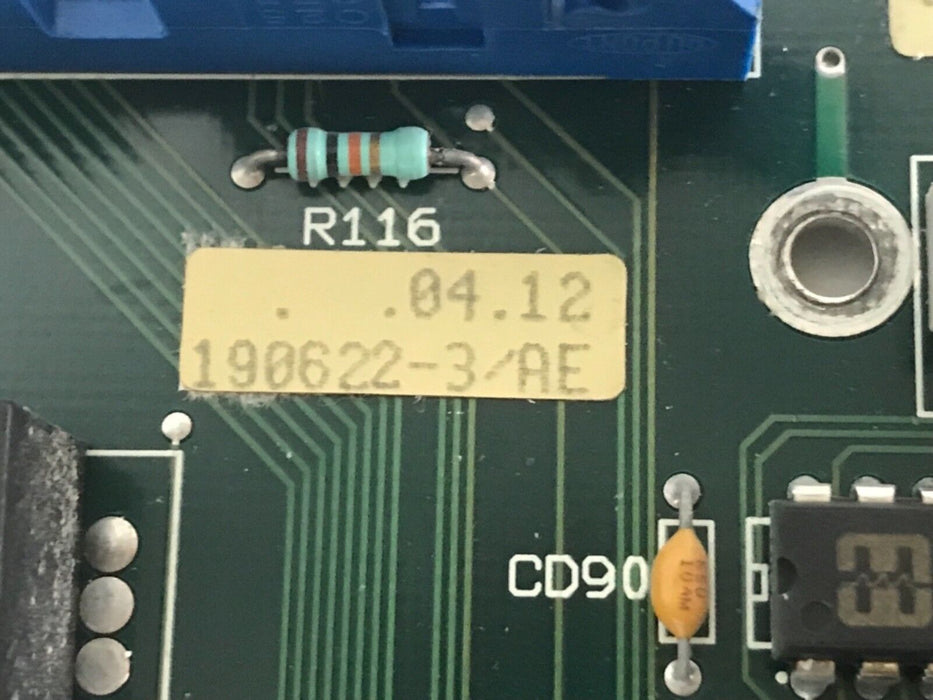 R116
. .04.12
190622-3/AE
CD90